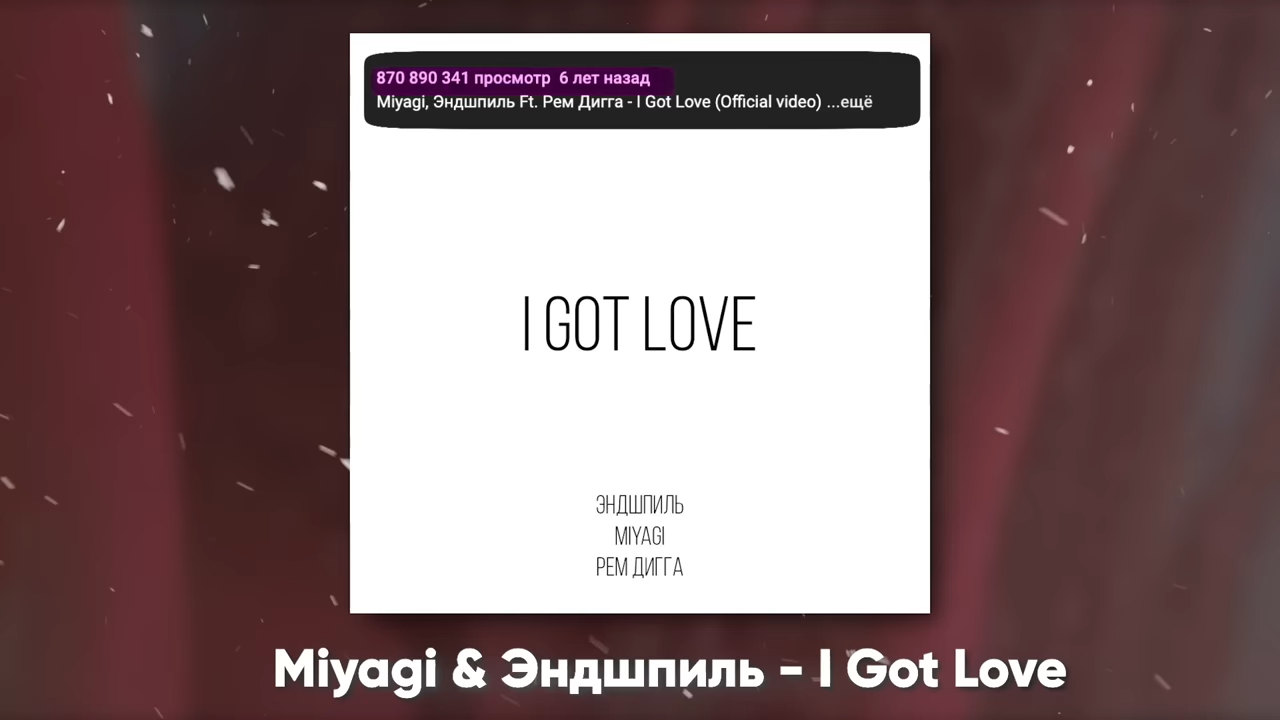 870 890 341 просмотр 6 лет назад
Miyagi, Эндшпиль Ft. Рем Дигга - I Got Love (Official video) ...ещё
I GOT LOVE
ЭНДШПИЛЬ
MIYAGI
РЕМ ДИГГА
Miyagi & Эндшпиль - I Got Love